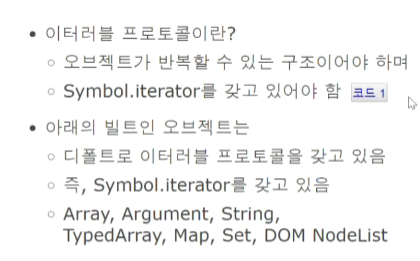 이터러블 프로토콜이란?
오브젝트가 반복할 수 있는 구조이어야 하며
Symbol.iterator를 갖고 있어야 함 코드 1
아래의 빌트인 오브젝트는
디폴트로 이터러블 프로토콜을 갖고 있음
즉, Symbol.iterator를 갖고 있음
Array, Argument, String,
TypedArray, Map, Set, DOM NodeList